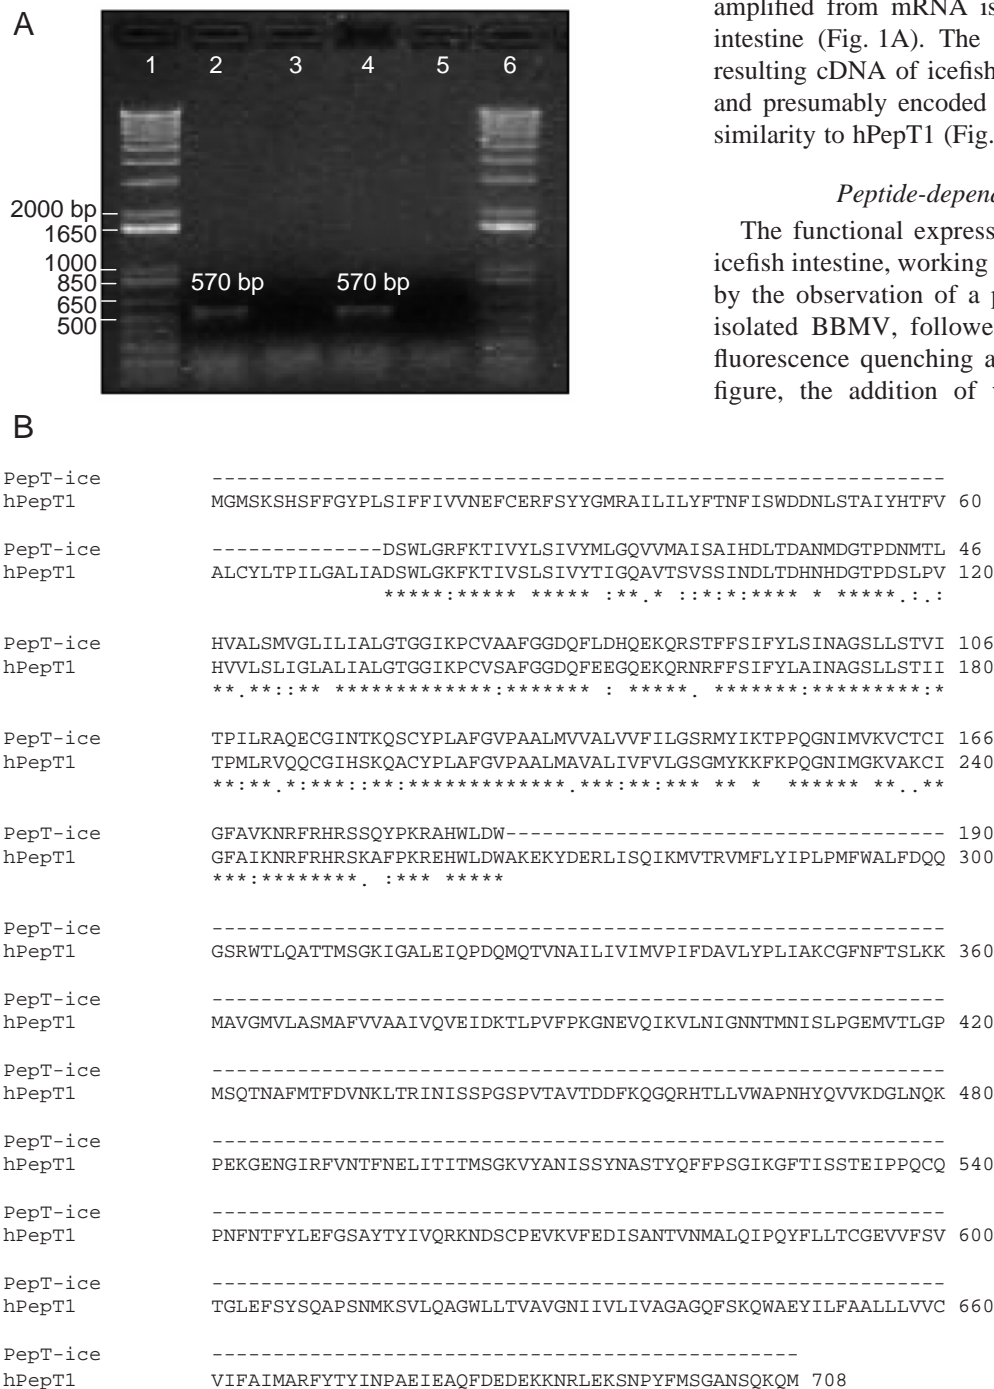 A
1 2 3 4 5 6
2000 bp
1650
1000
850
650
500
570 bp 570 bp
amplified from mRNA is
intestine (Fig. 1A). The
resulting cDNA of icefish
and presumably encoded
similarity to hPepT1 (Fig.
Peptide-depend
The functional express
icefish intestine, working
by the observation of a p
isolated BBMV, followe
fluorescence quenching a
figure, the addition of
B
PepT-ice ------------------------------------------------------------
hPepT1 MGMSKSHSFFGYPLSIFFIVVNEFCERFSYYGMRAILILYFTNFISWDDNLSTAIYHTFV 60
PepT-ice --------------DSWLGRFKTIVYLSIVYMLGQVVMAISAIHDLTDANMDGTPDNMTL 46
hPepT1 ALCYLTPILGALIADSWLGKFKTIVSLSIVYTIGQAVTSVSSINDLTDHNHDGTPDSLPV 120
*****:***** ***** :**.* ::*:*:**** * *****.:.:
PepT-ice HVALSMVGLILIALGTGGIKPCVAAFGGDQFLDHQEKQRSTFFSIFYLSINAGSLLSTVI 106
hPepT1 HVVLSLIGLALIALGTGGIKPCVSAFGGDQFEEGQEKQRNRFFSIFYLAINAGSLLSTII 180
**.**::** *************:******* : *****. *******:*********:*
PepT-ice TPILRAQECGINTKQSCYPLAFGVPAALMVVALVVFILGSRMYIKTPPQGNIMVKVCTCI 166
hPepT1 TPMLRVQQCGIHSKQACYPLAFGVPAALMAVALIVFVLGSGMYKKFKPQGNIMGKVAKCI 240
**:**.*:***::**:*************.***:**:*** ** *  ****** **..**
PepT-ice GFAVKNRFRHRSSQYPKRAHWLDW------------------------------------ 190
hPepT1 GFAIKNRFRHRSKAFPKREHWLDWAKEKYDERLISQIKMVTRVMFLYIPLPMFWALFDQQ 300
***:********. :*** *****
PepT-ice ------------------------------------------------------------
hPepT1 GSRWTLQATTMSGKIGALEIQPDQMQTVNAILIVIMVPIFDAVLYPLIAKCGFNFTSLKK 360
PepT-ice ------------------------------------------------------------
hPepT1 MAVGMVLASMAFVVAAIVQVEIDKTLPVFPKGNEVQIKVLNIGNNTMNISLPGEMVTLGP 420
PepT-ice ------------------------------------------------------------
hPepT1 MSQTNAFMTFDVNKLTRINISSPGSPVTAVTDDFKQGQRHTLLVWAPNHYQVVKDGLNQK 480
PepT-ice ------------------------------------------------------------
hPepT1 PEKGENGIRFVNTFNELITITMSGKVYANISSYNASTYQFFPSGIKGFTISSTEIPPQCQ 540
PepT-ice ------------------------------------------------------------
hPepT1 PNFNTFYLEFGSAYTYIVQRKNDSCPEVKVFEDISANTVNMALQIPQYFLLTCGEVVFSV 600
PepT-ice ------------------------------------------------------------
hPepT1 TGLEFSYSQAPSNMKSVLQAGWLLTVAVGNIIVLIVAGAGQFSKQWAEYILFAALLLVVC 660
PepT-ice ------------------------------------------------
hPepT1 VIFAIMARFYTYINPAEIEAQFDEDEKKNRLEKSNPYFMSGANSQKQM 708